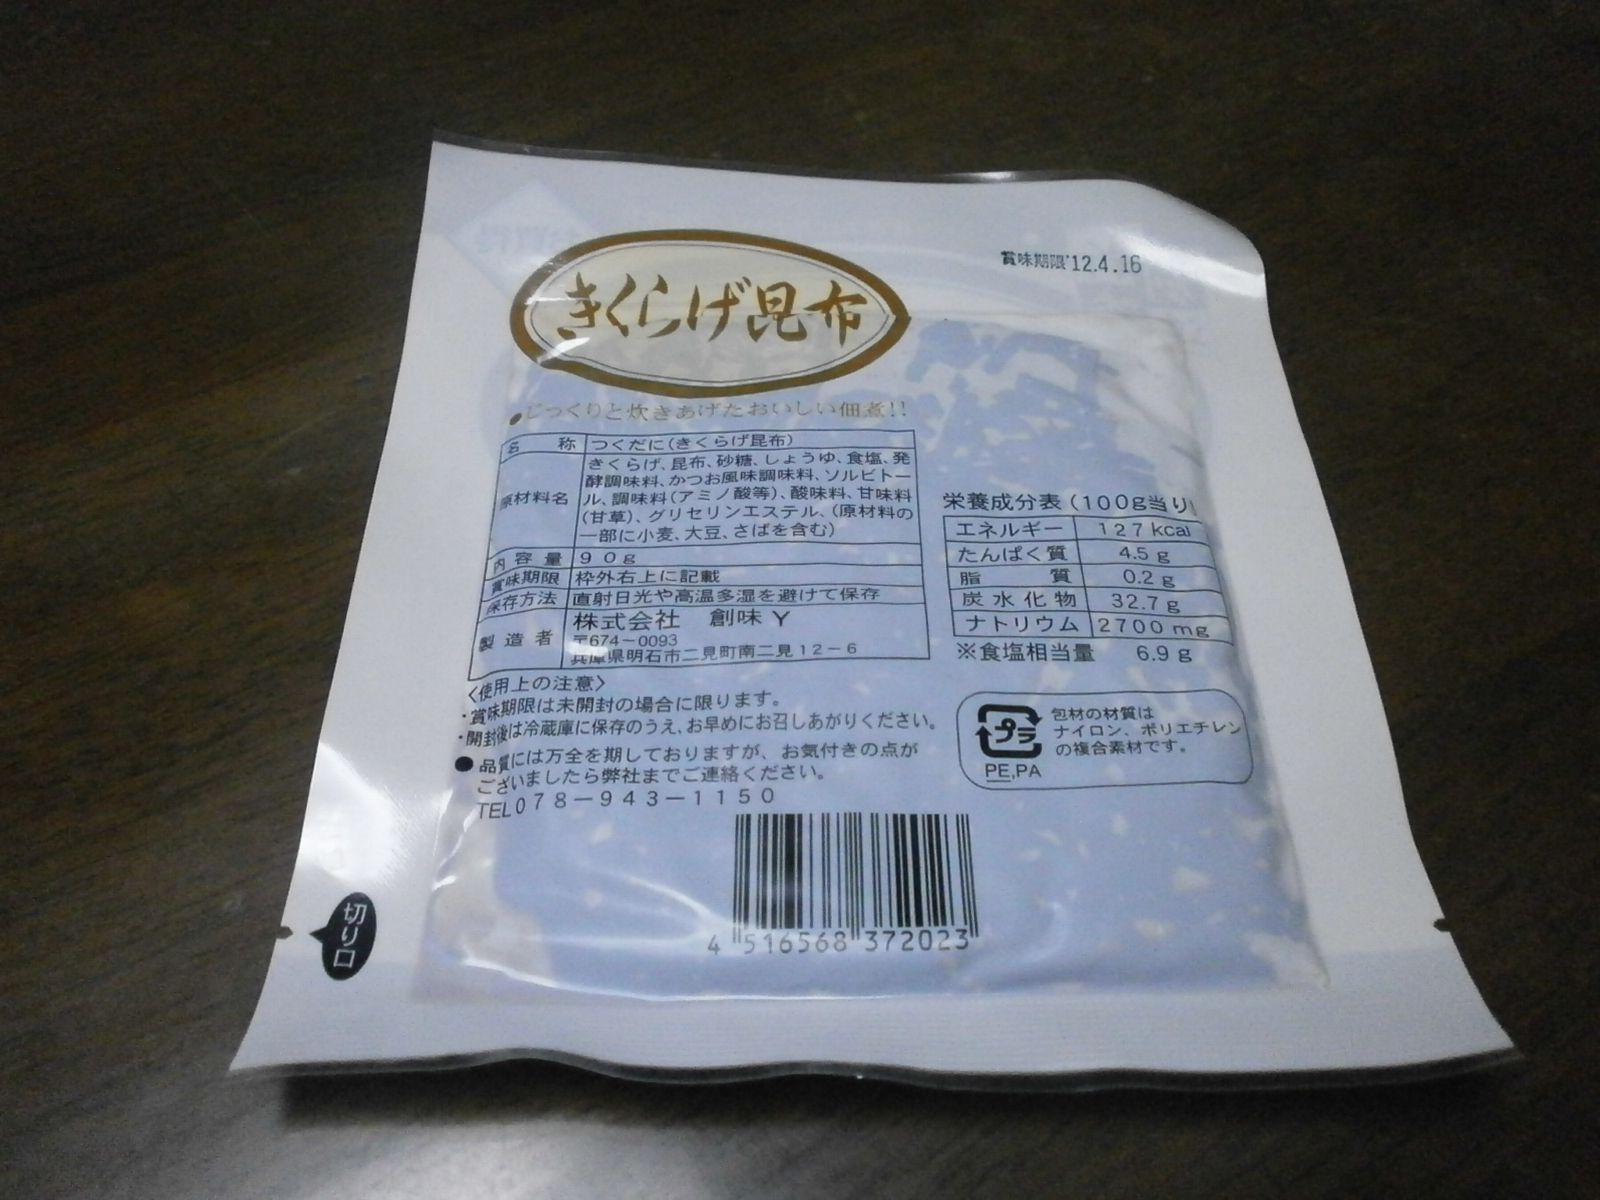 きくらげ昆布
賞味期限'12.4.16
●じっくりと炊きあげたおいしい佃煮!!
名称 つくだに(きくらげ昆布)
原材料名 きくらげ、昆布、砂糖、しょうゆ、食塩、発
酵調味料、かつお風味調味料、ソルビトー
ル、調味料(アミノ酸等)、酸味料、甘味料
(甘草)、グリセリンエステル、(原材料の
一部に小麦、大豆、さばを含む)
内容量 90g
賞味期限 枠外右上に記載
保存方法 直射日光や高温多湿を避けて保存
製造者 株式会社 創味Y
〒674-0093
兵庫県明石市二見町南二見12-6
栄養成分表(100g当り)
エネルギー 127kcal
たんぱく質 4.5g
脂質 0.2g
炭水化物 32.7g
ナトリウム 2700mg
※食塩相当量 6.9g
〈使用上の注意〉
・賞味期限は未開封の場合に限ります。
・開封後は冷蔵庫に保存のうえ、お早めにお召しあがりください。
●品質には万全を期しておりますが、お気付きの点が
ございましたら弊社までご連絡ください。
TEL078-943-1150
プラ
PE,PA
包材の材質は
ナイロン、ポリエチレン
の複合素材です。
切り口
4 516568 372023